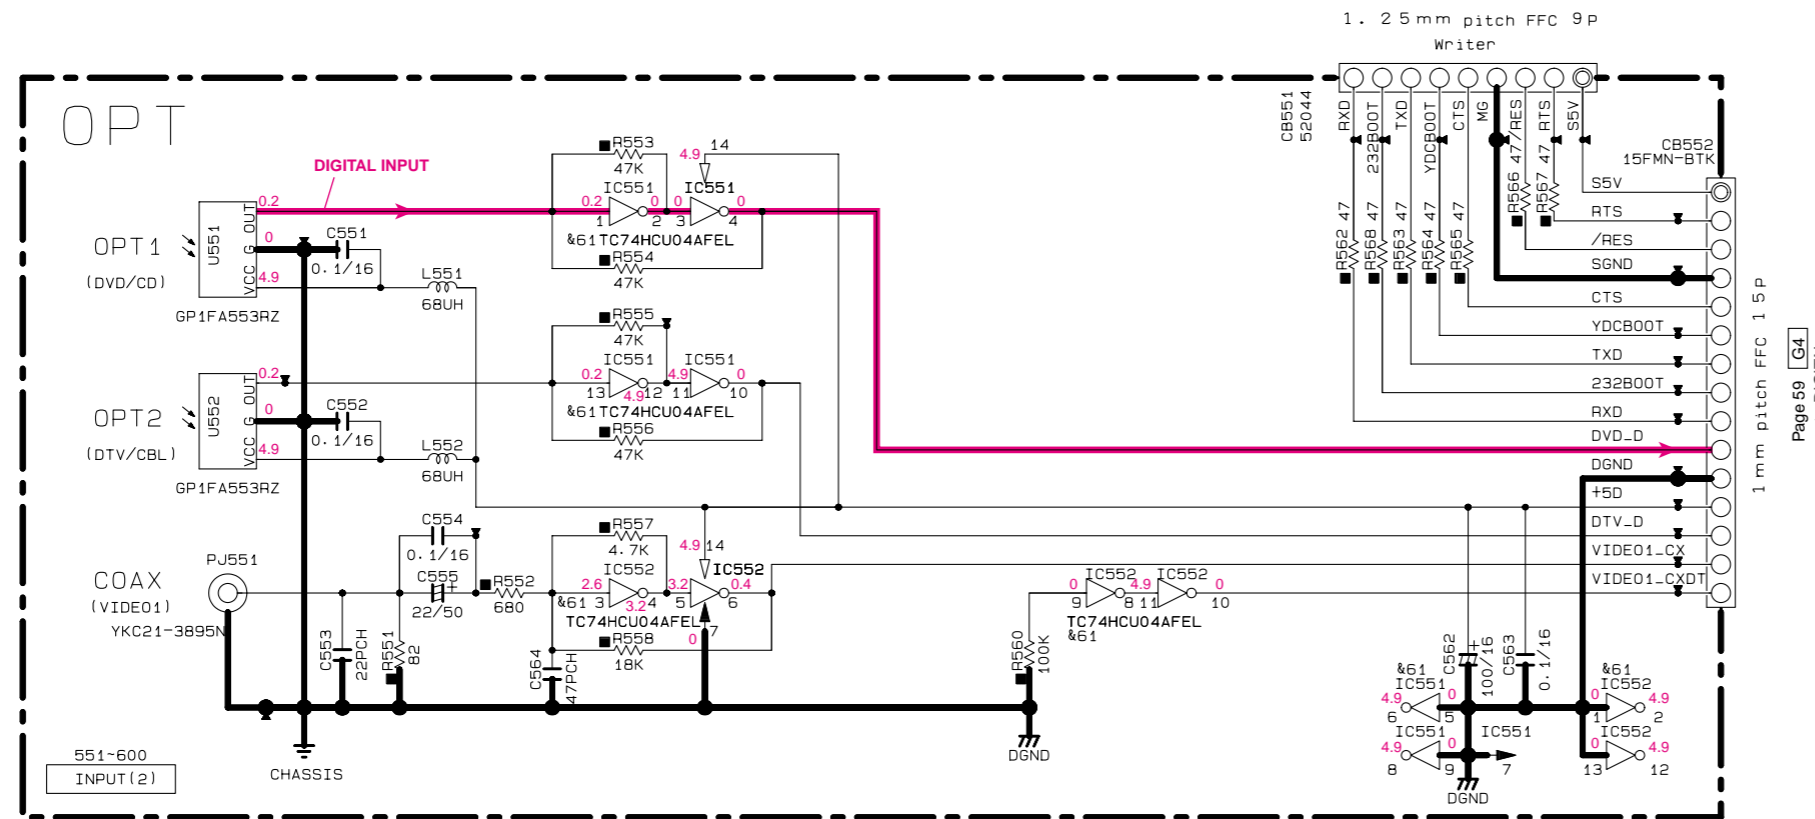 1. 25mm pitch FFC 9P
Writer
OPT
CB551
52044
RXD
232BOOT
TXD
YDCBOOT
CTS
MG
/RES
RTS
S5V
CB552
15FMN-BTK
R562 47
R568 47
R563 47
R564 47
R565 47
R566 47
R567 47
S5V
RTS
/RES
SGND
CTS
YDCBOOT
TXD
232BOOT
RXD
DVD_D
DGND
+5D
DTV_D
VIDEO1_CX
VIDEO1_CXDT
1mm pitch FFC 15P
Page 59 G4
DIGITAL INPUT
OPT1
(DVD/CD)
U551
OUT
G
VCC
0.2
0
4.9
GP1FA553RZ
C551
0.1/16
L551
68UH
R553
47K
4.9 14
IC551 IC551
0.2 0 0 0
1 2 3 4
&61TC74HCU04AFEL
R554
47K
OPT2
(DTV/CBL)
U552
OUT
G
VCC
0.2
0
4.9
GP1FA553RZ
C552
0.1/16
L552
68UH
R555
47K
IC551 IC551
0.2 4.9 4.9 0
13 12 11 10
&61TC74HCU04AFEL
R556
47K
COAX
(VIDEO1)
PJ551
YKC21-3895N
C554
0.1/16
C555
+
22/50
R552
680
C553
22PCH
R551
82
R557
4.7K
4.9 14
IC552 IC552
2.6 3.2 3.2 0.4
&61 3 4 5 6
TC74HCU04AFEL
0 7
R558
18K
C564
47PCH
R560
100K
IC552 IC552
0 4.9 0
9 8 11 10
TC74HCU04AFEL
&61
DGND
C562
+
100/16
C563
0.1/16
&61
IC551
4.9 0
6 5
IC551
4.9 0
8 9
IC551
7
&61
IC552
0 4.9
1 2
IC552
0 4.9
13 12
DGND
551~600
INPUT(2)
CHASSIS